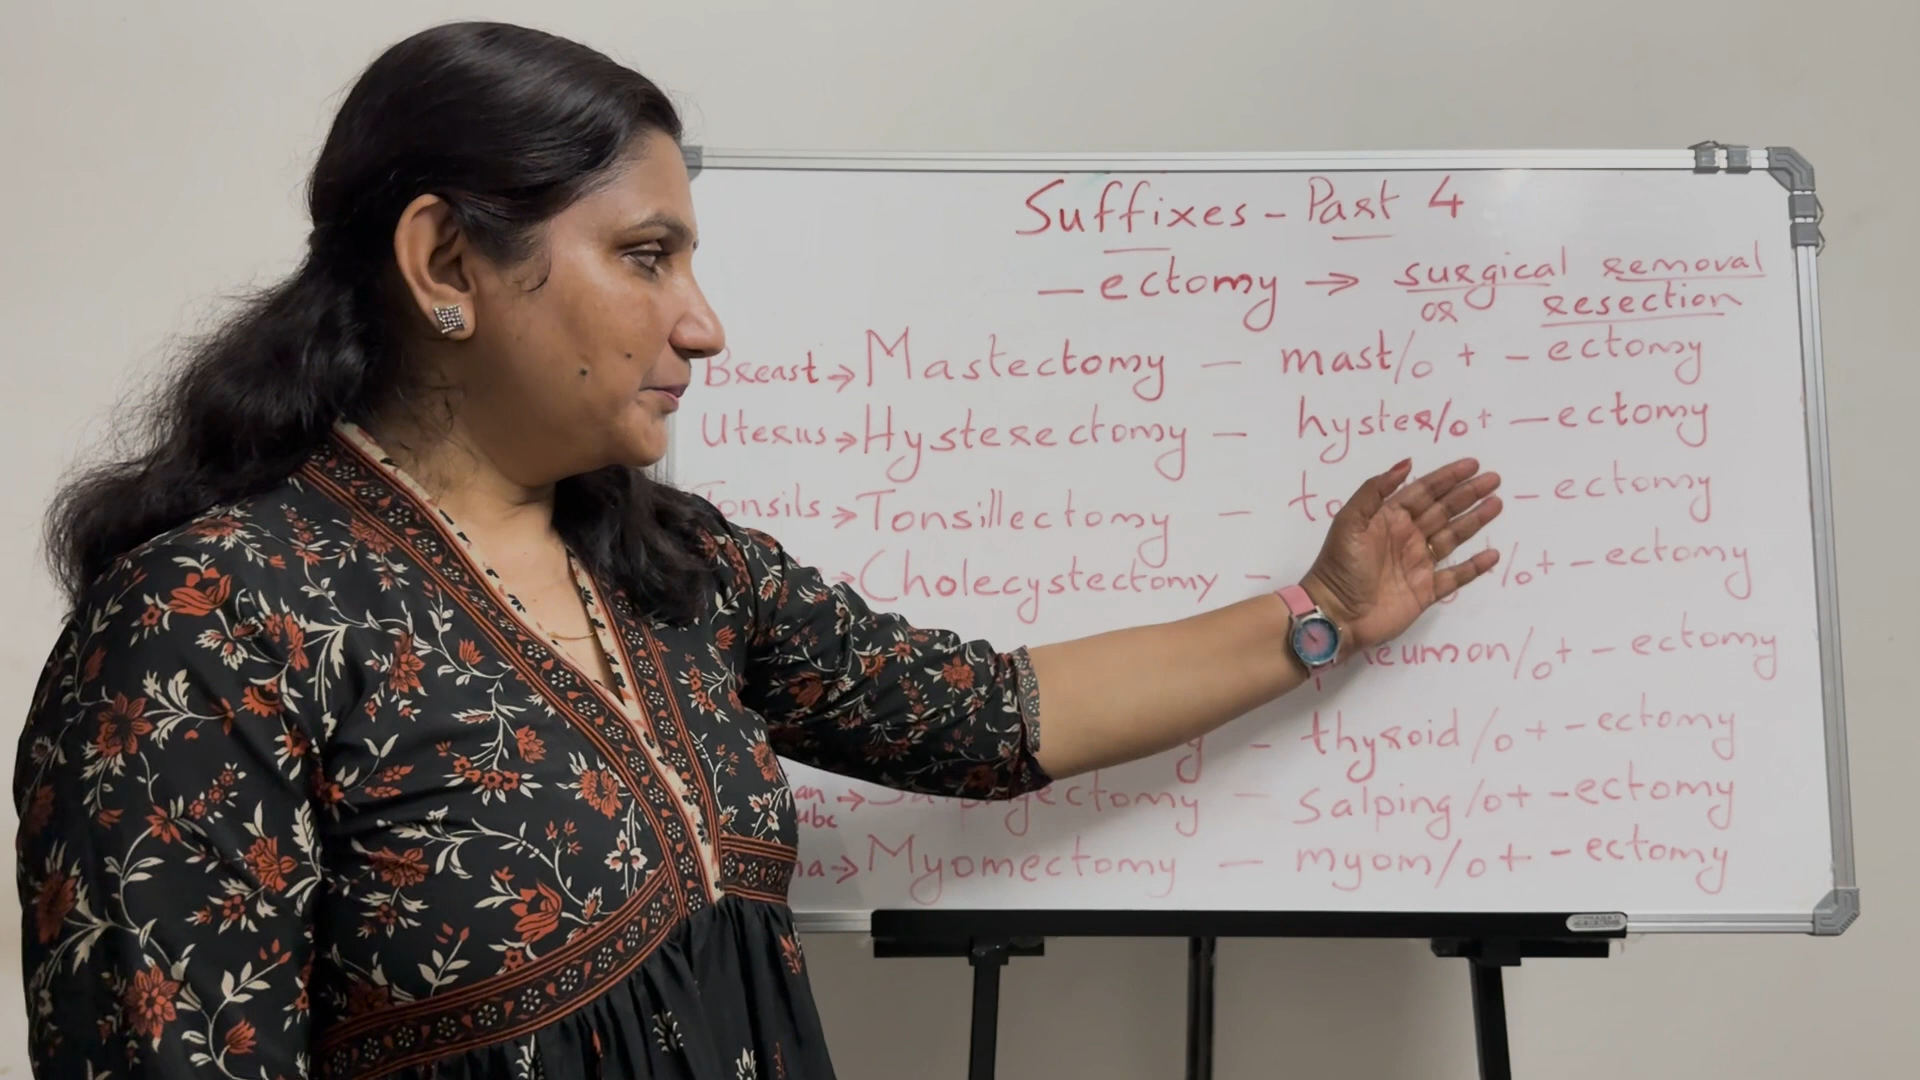 Suffixes - Part 4
- ectomy → surgical removal
or resection
Breast → Mastectomy - mast/o + - ectomy
Uterus → Hysterectomy - hyster/o + - ectomy
Tonsils → Tonsillectomy - - ectomy
→ Cholecystectomy - /o + - ectomy
/o + - ectomy
- thyroid/o + - ectomy
→ - salping/o + - ectomy
→ Myomectomy - myom/o + - ectomy